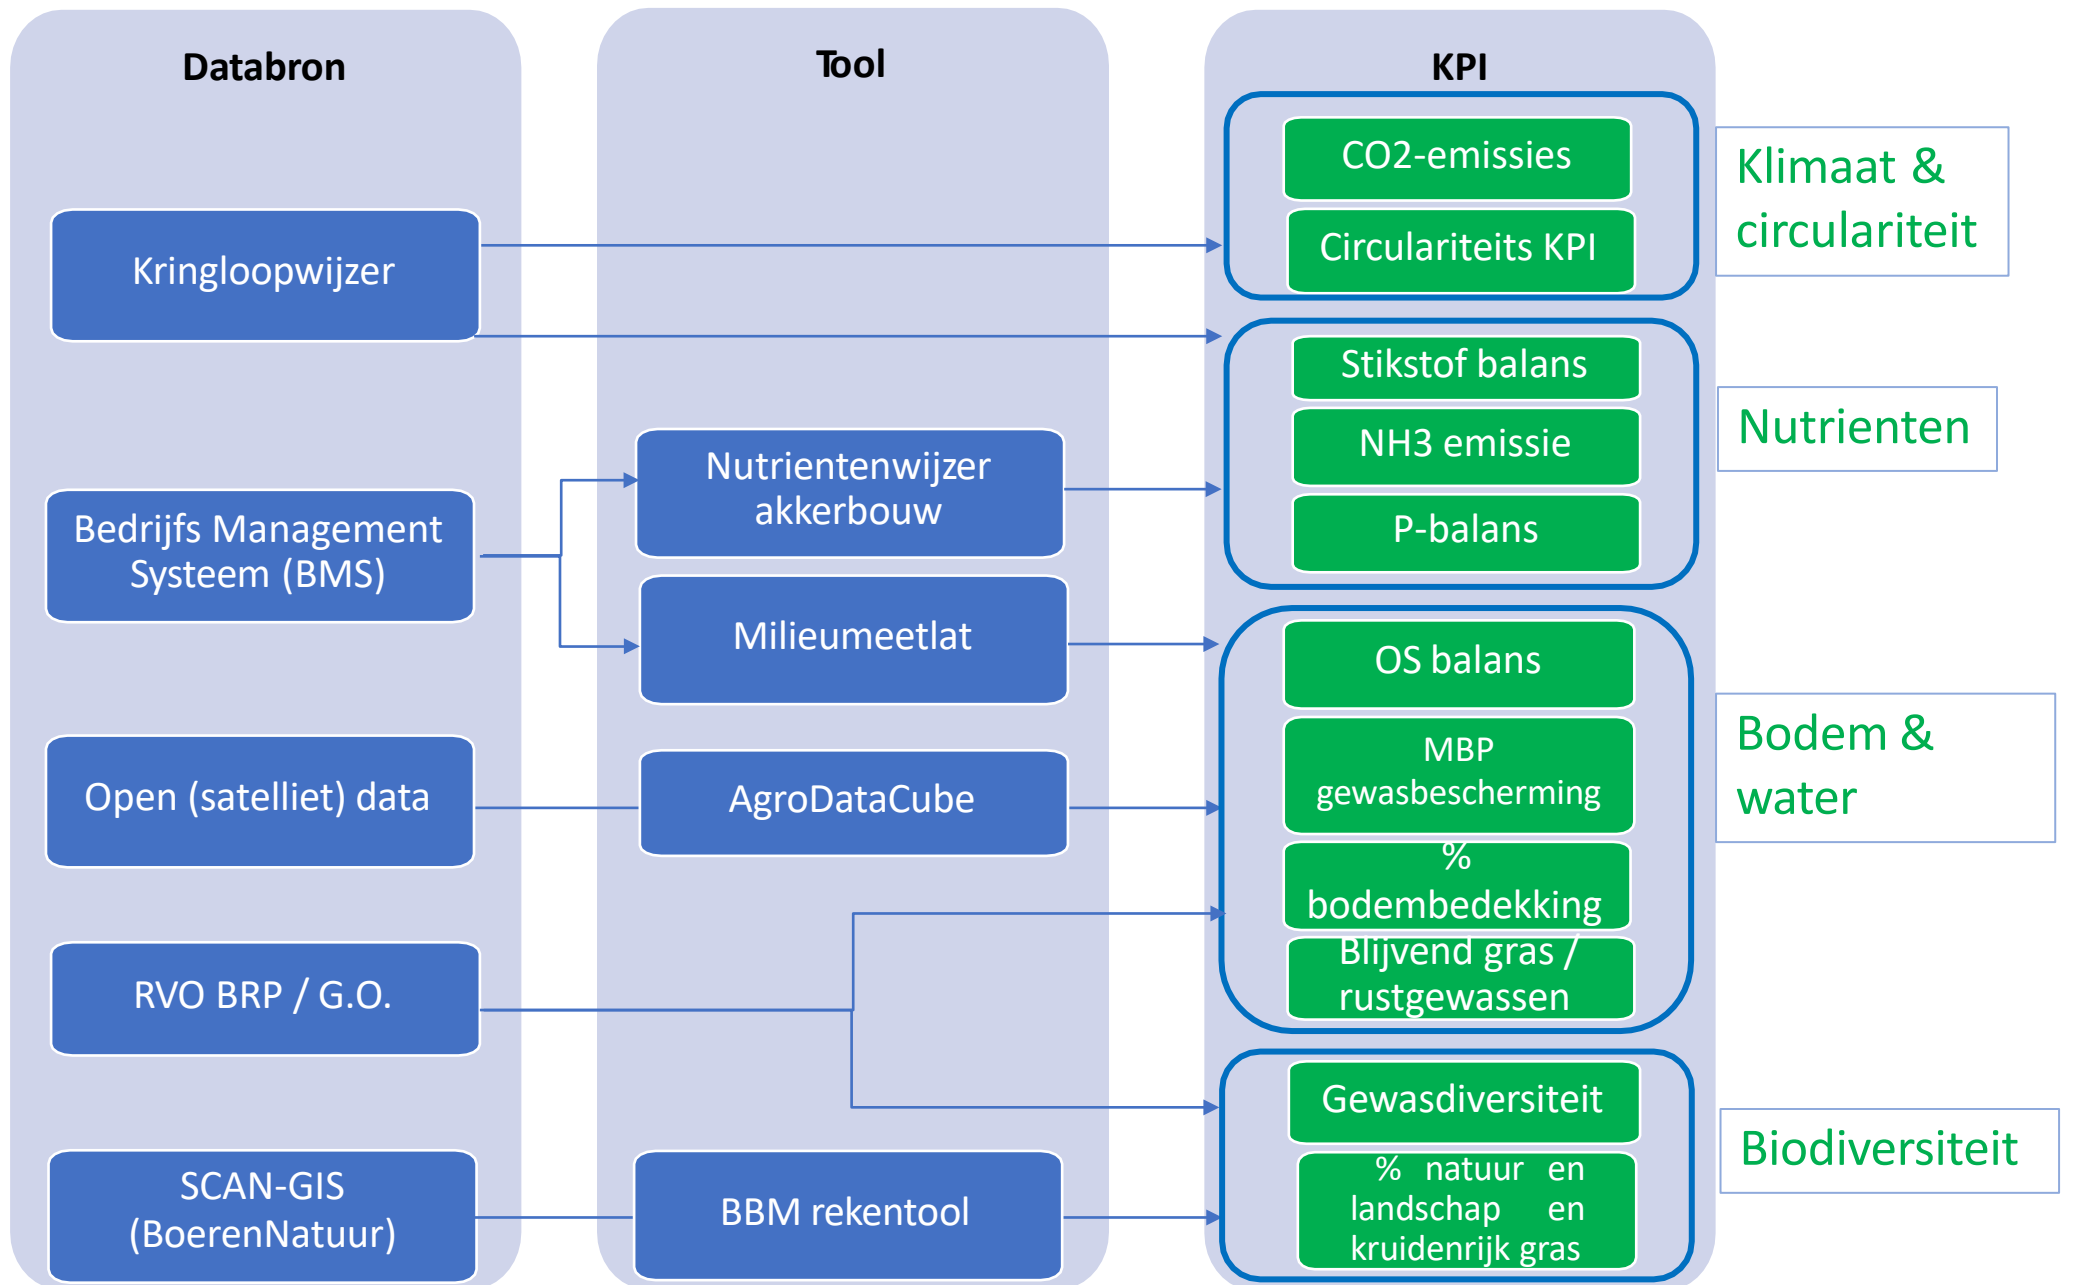 Databron
Kringloopwijzer
Bedrijfs Management
Systeem (BMS)
Open (satelliet) data
RVO BRP / G.O.
SCAN-GIS
(BoerenNatuur)
Tool
Nutrientenwijzer
akkerbouw
Milieumeetlat
AgroDataCube
BBM rekentool
KPI
CO2-emissies
Circulariteits KPI
Stikstof balans
NH3 emissie
P-balans
OS balans
MBP
gewasbescherming
%
bodembedekking
Blijvend gras /
rustgewassen
Gewasdiversiteit
% natuur en
landschap en
kruidenrijk gras
Klimaat &
circulariteit
Nutrienten
Bodem &
water
Biodiversiteit